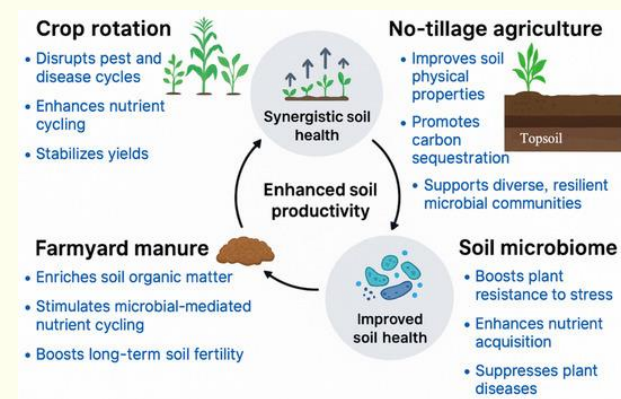 Crop rotation
• Disrupts pest and
disease cycles
• Enhances nutrient
cycling
• Stabilizes yields
Synergistic soil
health
No-tillage agriculture
• Improves soil
physical
properties
• Promotes
carbon
sequestration
• Supports diverse, resilient
microbial communities
Topsoil
Enhanced soil
productivity
Farmyard manure
• Enriches soil organic matter
• Stimulates microbial-mediated
nutrient cycling
• Boosts long-term soil fertility
Improved
soil health
Soil microbiome
• Boosts plant
resistance to stress
• Enhances nutrient
acquisition
• Suppresses plant
diseases